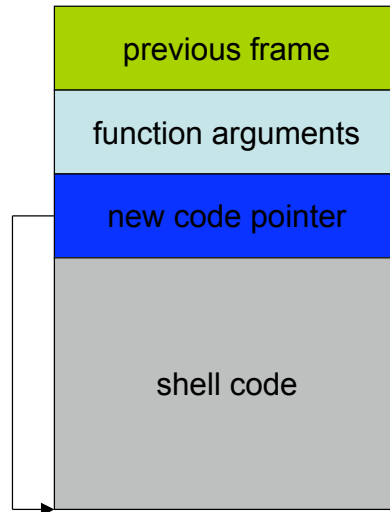 previous frame
function arguments
new code pointer
shell code